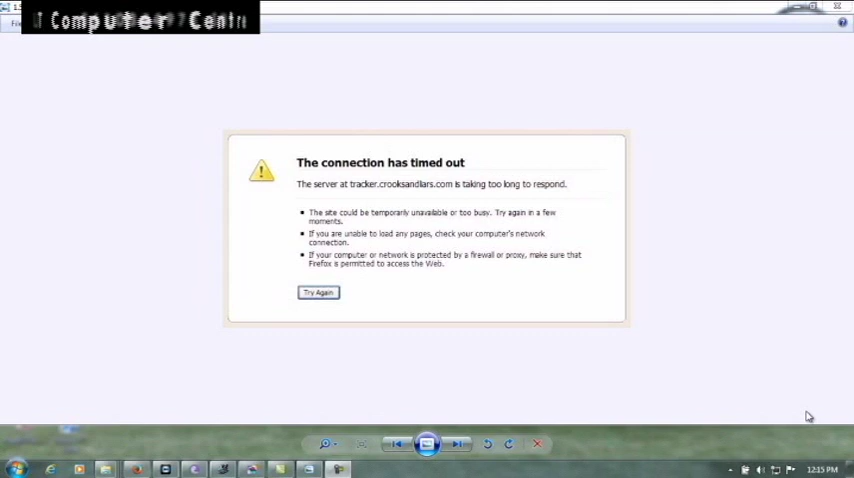 Computer Centre
The connection has timed out
The server at tracker.crooksandliars.com is taking too long to respond.
The site could be temporarily unavailable or too busy. Try again in a few
moments.
If you are unable to load any pages, check your computer's network
connection.
If your computer or network is protected by a firewall or proxy, make sure that
Firefox is permitted to access the Web.
Try Again
12:15 PM